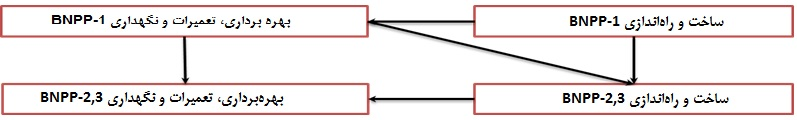 ساخت و راه‌اندازی BNPP-1
بهره برداری، تعمیرات و نگهداری BNPP-1
ساخت و راه‌اندازی BNPP-2,3
بهره‌برداری، تعمیرات و نگهداری BNPP-2,3